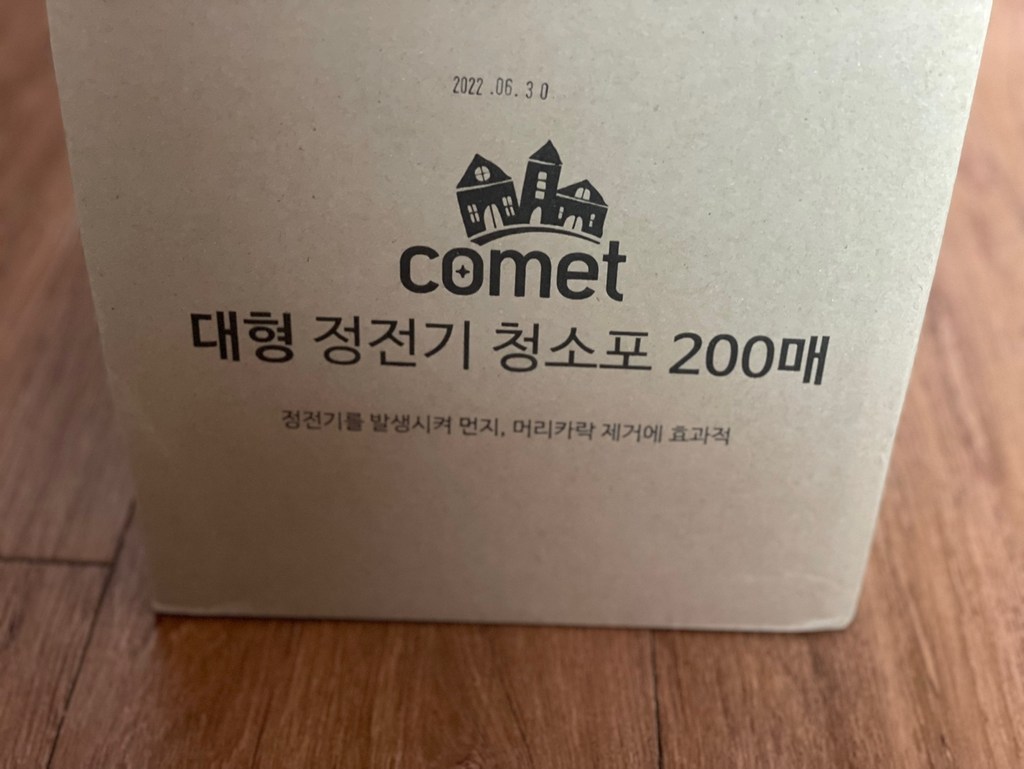 2022.06.30
comet
대형 정전기 청소포 200매
정전기를 발생시켜 먼지, 머리카락 제거에 효과적